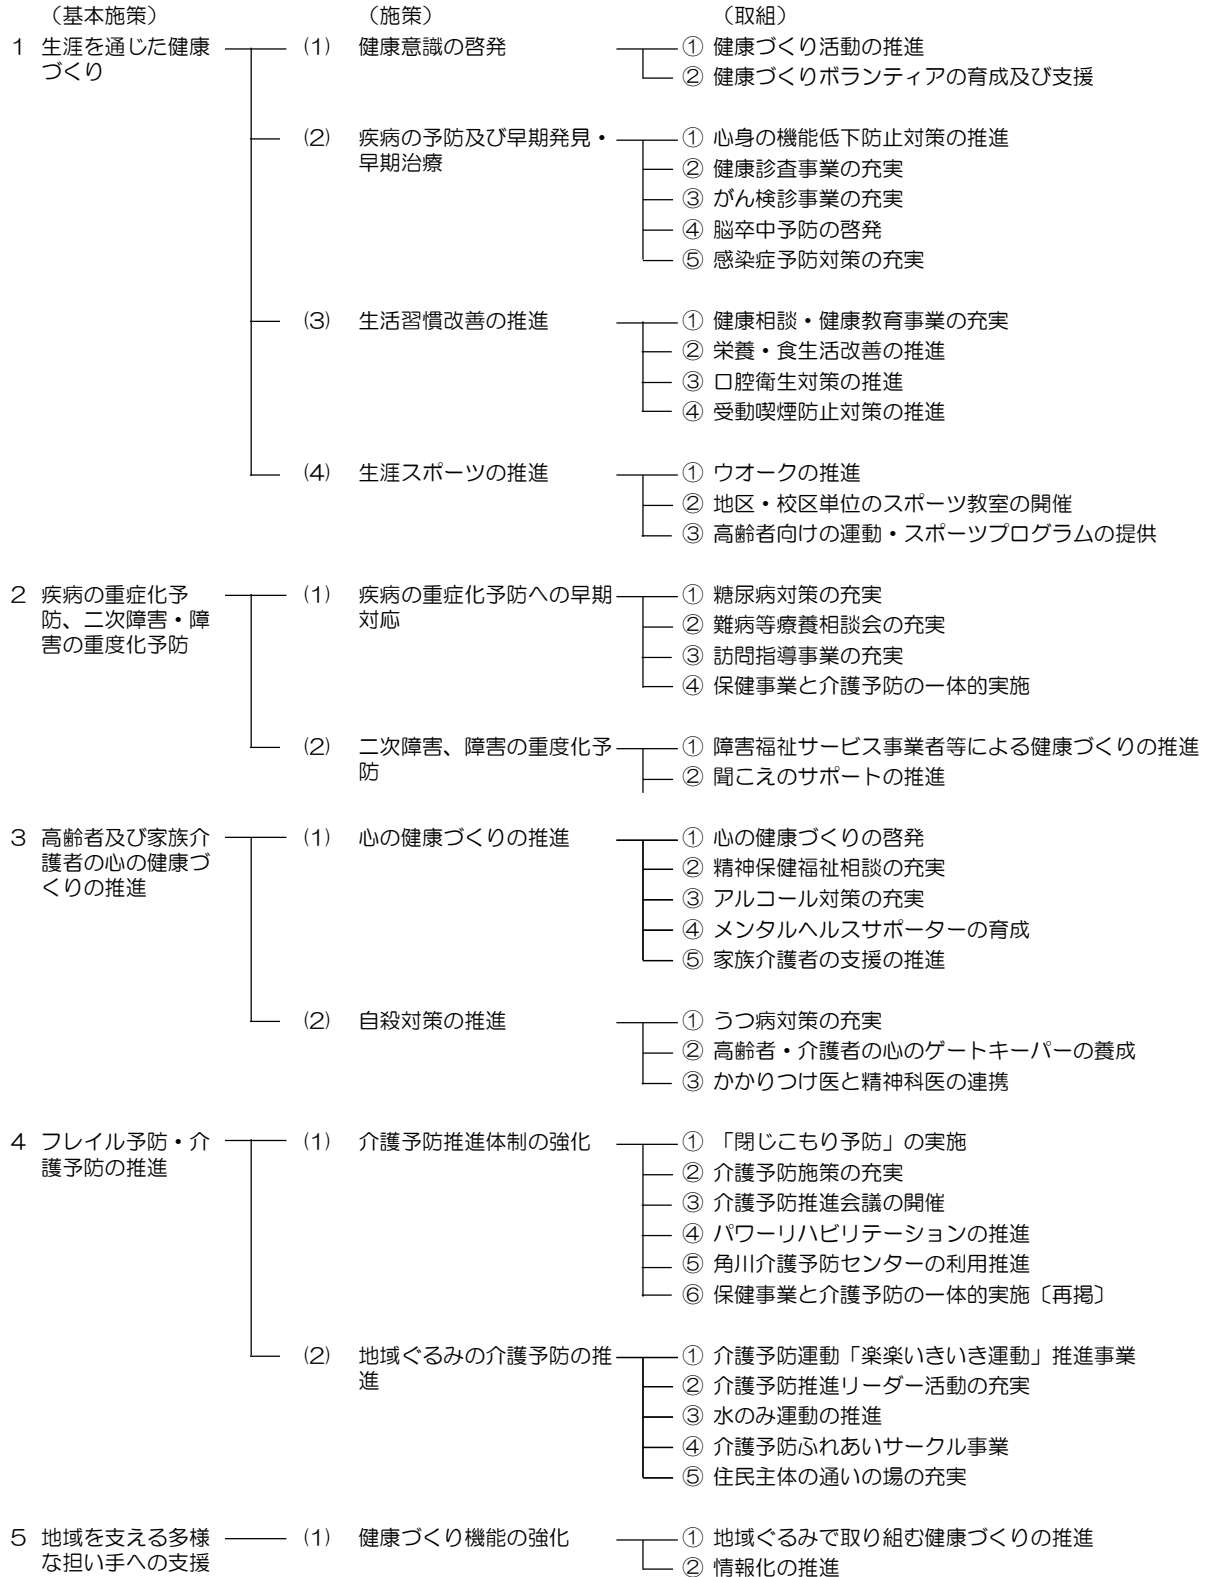 （基本施策） （施策） （取組）
1 生涯を通じた健康 (1) 健康意識の啓発 ① 健康づくり活動の推進
づくり ② 健康づくりボランティアの育成及び支援
(2) 疾病の予防及び早期発見・ ① 心身の機能低下防止対策の推進
早期治療 ② 健康診査事業の充実
③ がん検診事業の充実
④ 脳卒中予防の啓発
⑤ 感染症予防対策の充実
(3) 生活習慣改善の推進 ① 健康相談・健康教育事業の充実
② 栄養・食生活改善の推進
③ 口腔衛生対策の推進
④ 受動喫煙防止対策の推進
(4) 生涯スポーツの推進 ① ウオークの推進
② 地区・校区単位のスポーツ教室の開催
③ 高齢者向けの運動・スポーツプログラムの提供
2 疾病の重症化予 (1) 疾病の重症化予防への早期 ① 糖尿病対策の充実
防、二次障害・障 対応 ② 難病等療養相談会の充実
害の重度化予防 ③ 訪問指導事業の充実
④ 保健事業と介護予防の一体的実施
(2) 二次障害、障害の重度化予 ① 障害福祉サービス事業者等による健康づくりの推進
防 ② 聞こえのサポートの推進
3 高齢者及び家族介 (1) 心の健康づくりの推進 ① 心の健康づくりの啓発
護者の心の健康づ ② 精神保健福祉相談の充実
くりの推進 ③ アルコール対策の充実
④ メンタルヘルスサポーターの育成
⑤ 家族介護者の支援の推進
(2) 自殺対策の推進 ① うつ病対策の充実
② 高齢者・介護者の心のゲートキーパーの養成
③ かかりつけ医と精神科医の連携
4 フレイル予防・介 (1) 介護予防推進体制の強化 ① 「閉じこもり予防」の実施
護予防の推進 ② 介護予防施策の充実
③ 介護予防推進会議の開催
④ パワーリハビリテーションの推進
⑤ 角川介護予防センターの利用推進
⑥ 保健事業と介護予防の一体的実施〔再掲〕
(2) 地域ぐるみの介護予防の推 ① 介護予防運動「楽楽いきいき運動」推進事業
進 ② 介護予防推進リーダー活動の充実
③ 水のみ運動の推進
④ 介護予防ふれあいサークル事業
⑤ 住民主体の通いの場の充実
5 地域を支える多様 (1) 健康づくり機能の強化 ① 地域ぐるみで取り組む健康づくりの推進
な担い手への支援 ② 情報化の推進